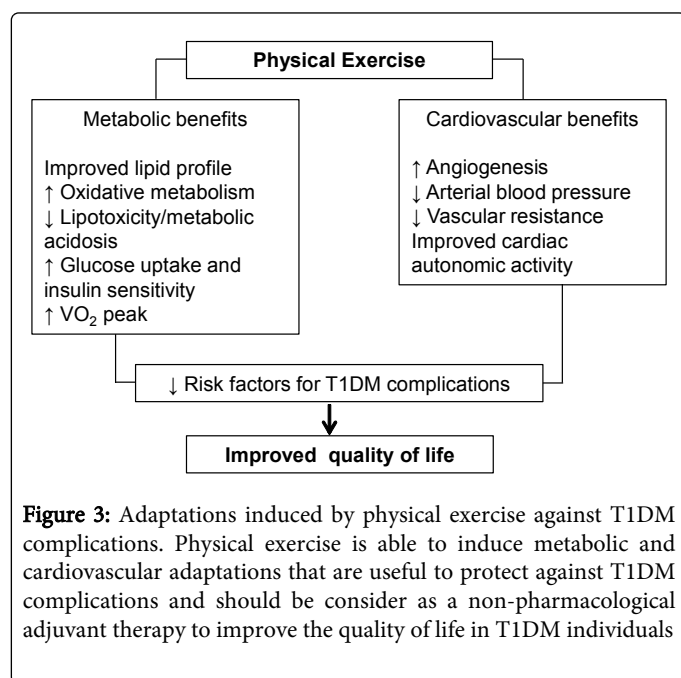 Physical Exercise
Metabolic benefits
Improved lipid profile
↑ Oxidative metabolism
↓ Lipotoxicity/metabolic
acidosis
↑ Glucose uptake and
insulin sensitivity
↑ VO₂ peak
Cardiovascular benefits
↑ Angiogenesis
↓ Arterial blood pressure
↓ Vascular resistance
Improved cardiac
autonomic activity
↓ Risk factors for T1DM complications
Improved quality of life
Figure 3: Adaptations induced by physical exercise against T1DM
complications. Physical exercise is able to induce metabolic and
cardiovascular adaptations that are useful to protect against T1DM
complications and should be consider as a non-pharmacological
adjuvant therapy to improve the quality of life in T1DM individuals